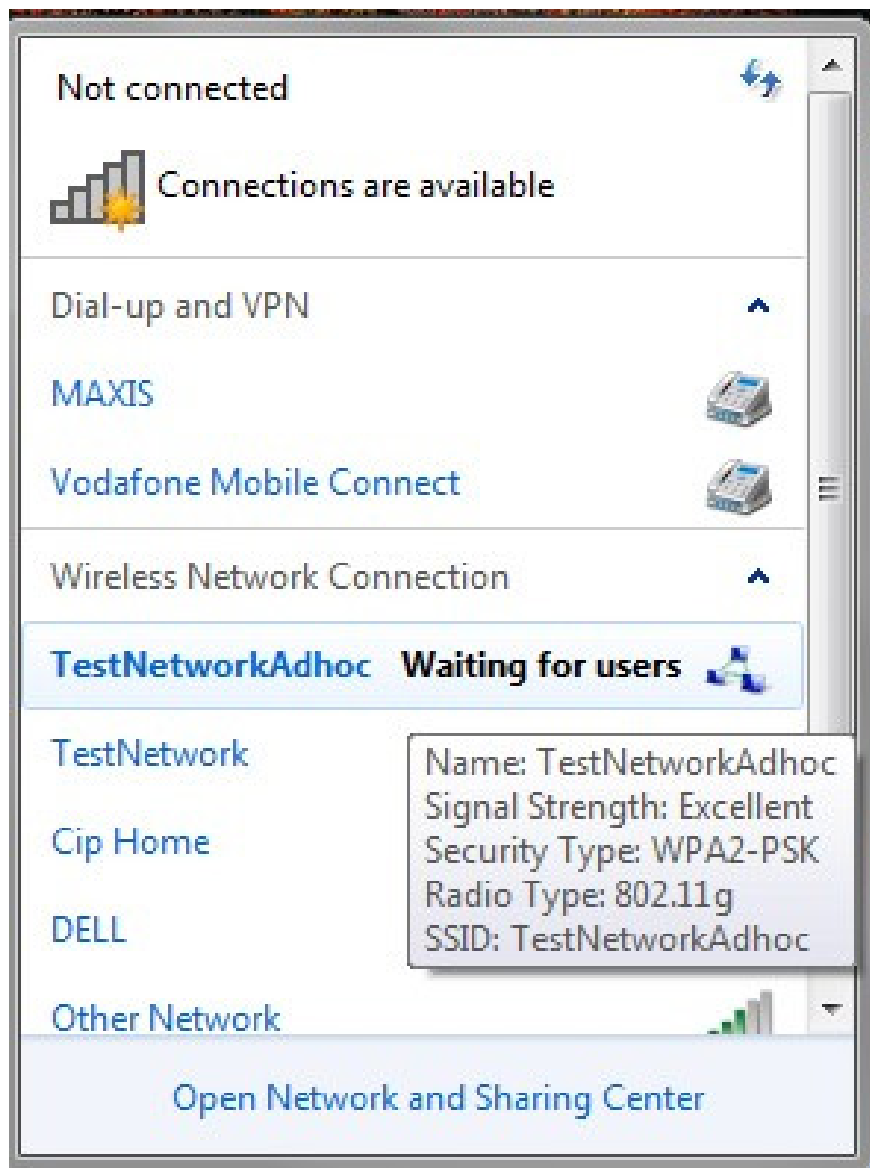 Not connected
Connections are available
Dial-up and VPN
MAXIS
Vodafone Mobile Connect
Wireless Network Connection
TestNetworkAdhoc Waiting for users
TestNetwork
Name: TestNetworkAdhoc
Signal Strength: Excellent
Security Type: WPA2-PSK
Radio Type: 802.11g
SSID: TestNetworkAdhoc
Cip Home
DELL
Other Network
Open Network and Sharing Center